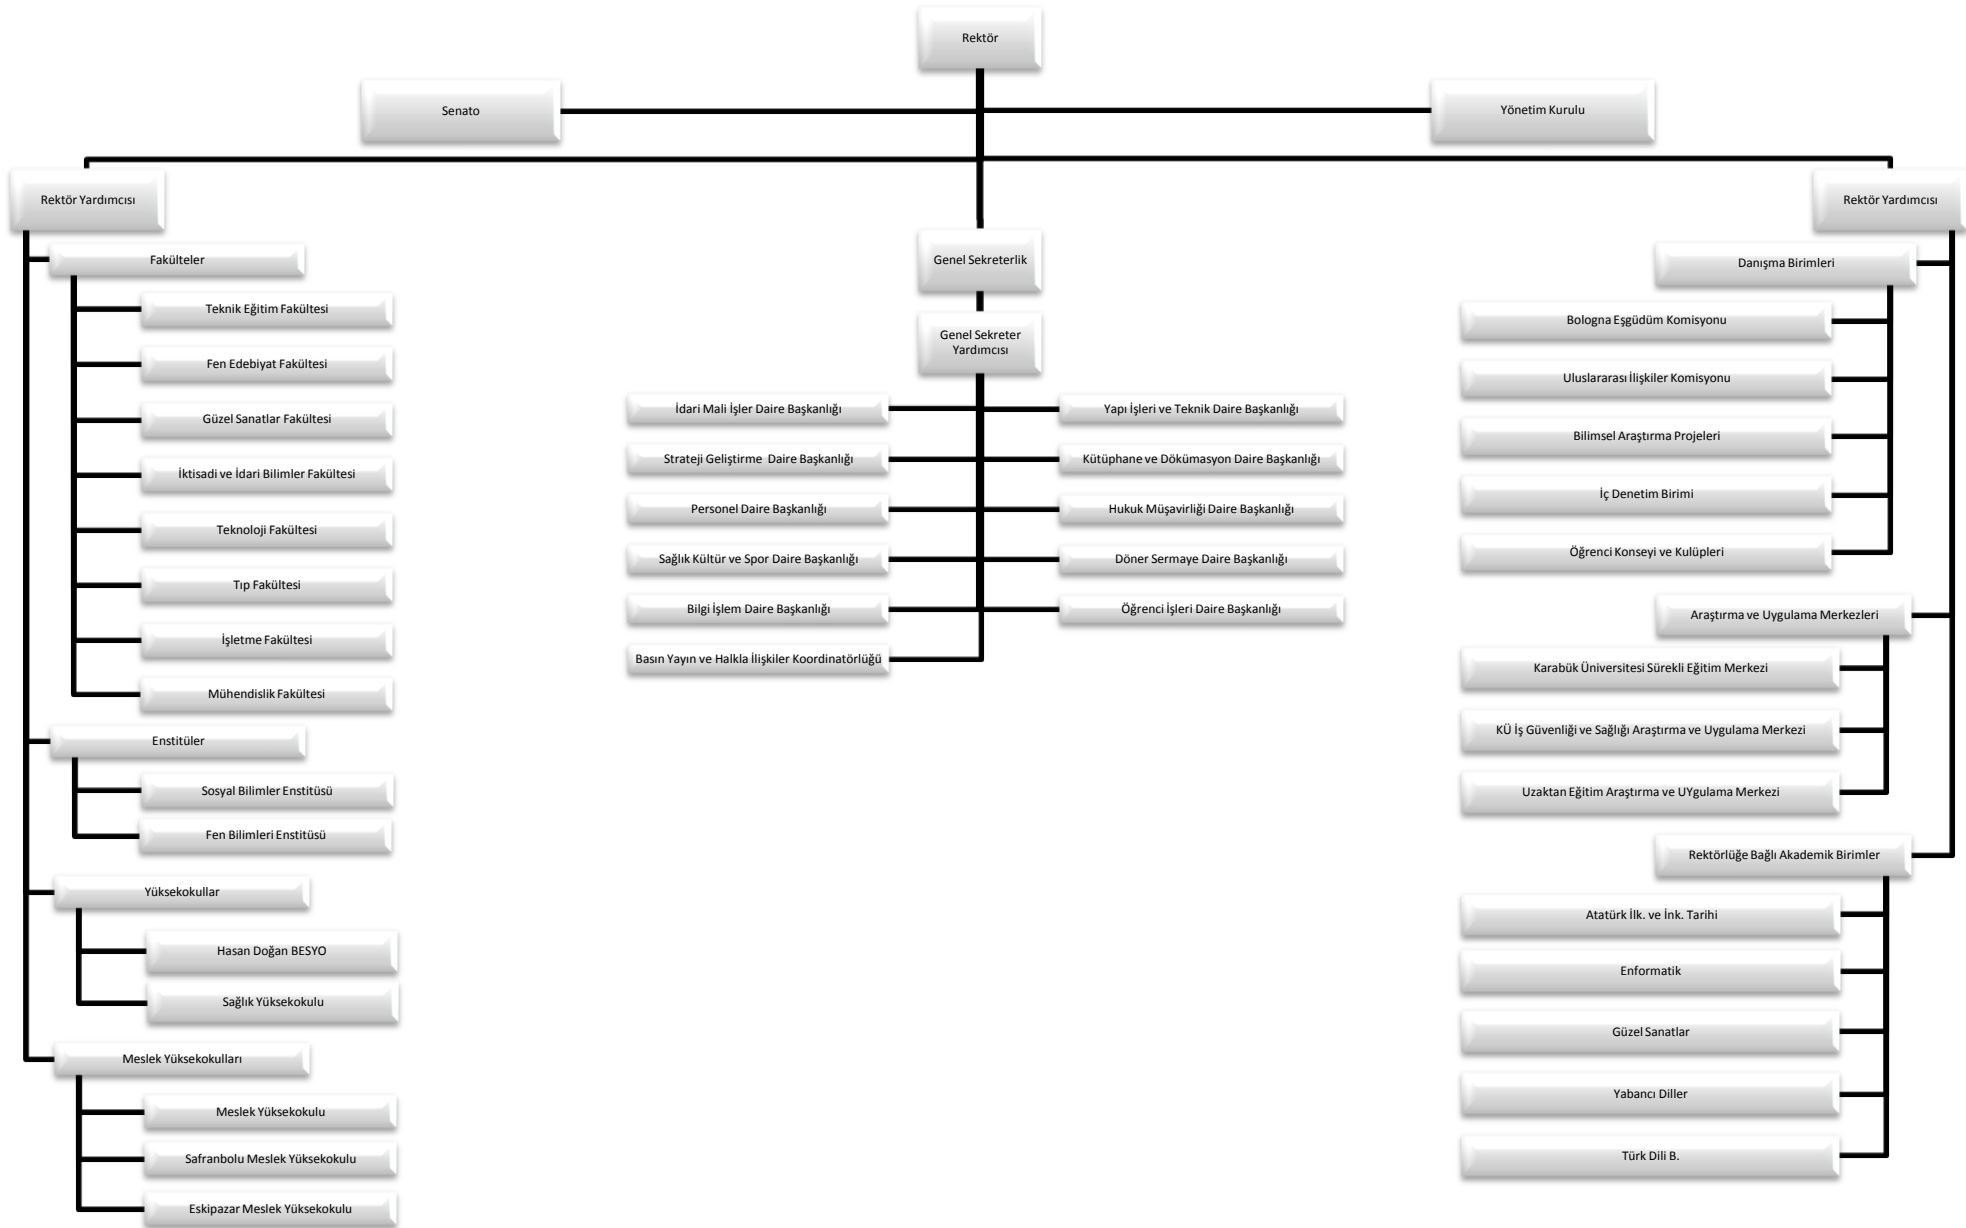 Rektör
Senato
Yönetim Kurulu
Rektör Yardımcısı
Fakülteler
Teknik Eğitim Fakültesi
Fen Edebiyat Fakültesi
Güzel Sanatlar Fakültesi
İktisadi ve İdari Bilimler Fakültesi
Teknoloji Fakültesi
Tıp Fakültesi
İşletme Fakültesi
Mühendislik Fakültesi
Enstitüler
Sosyal Bilimler Enstitüsü
Fen Bilimleri Enstitüsü
Yüksekokullar
Hasan Doğan BESYO
Sağlık Yüksekokulu
Meslek Yüksekokulları
Meslek Yüksekokulu
Safranbolu Meslek Yüksekokulu
Eskipazar Meslek Yüksekokulu
Genel Sekreterlik
Genel Sekreter
Yardımcısı
İdari Mali İşler Daire Başkanlığı
Yapı İşleri ve Teknik Daire Başkanlığı
Strateji Geliştirme  Daire Başkanlığı
Kütüphane ve Dökümasyon Daire Başkanlığı
Personel Daire Başkanlığı
Hukuk Müşavirliği Daire Başkanlığı
Sağlık Kültür ve Spor Daire Başkanlığı
Döner Sermaye Daire Başkanlığı
Bilgi İşlem Daire Başkanlığı
Öğrenci İşleri Daire Başkanlığı
Basın Yayın ve Halkla İlişkiler Koordinatörlüğü
Rektör Yardımcısı
Danışma Birimleri
Bologna Eşgüdüm Komisyonu
Uluslararası İlişkiler Komisyonu
Bilimsel Araştırma Projeleri
İç Denetim Birimi
Öğrenci Konseyi ve Kulüpleri
Araştırma ve Uygulama Merkezleri
Karabük Üniversitesi Sürekli Eğitim Merkezi
KÜ İş Güvenliği ve Sağlığı Araştırma ve Uygulama Merkezi
Uzaktan Eğitim Araştırma ve UYgulama Merkezi
Rektörlüğe Bağlı Akademik Birimler
Atatürk İlk. ve İnk. Tarihi
Enformatik
Güzel Sanatlar
Yabancı Diller
Türk Dili B.